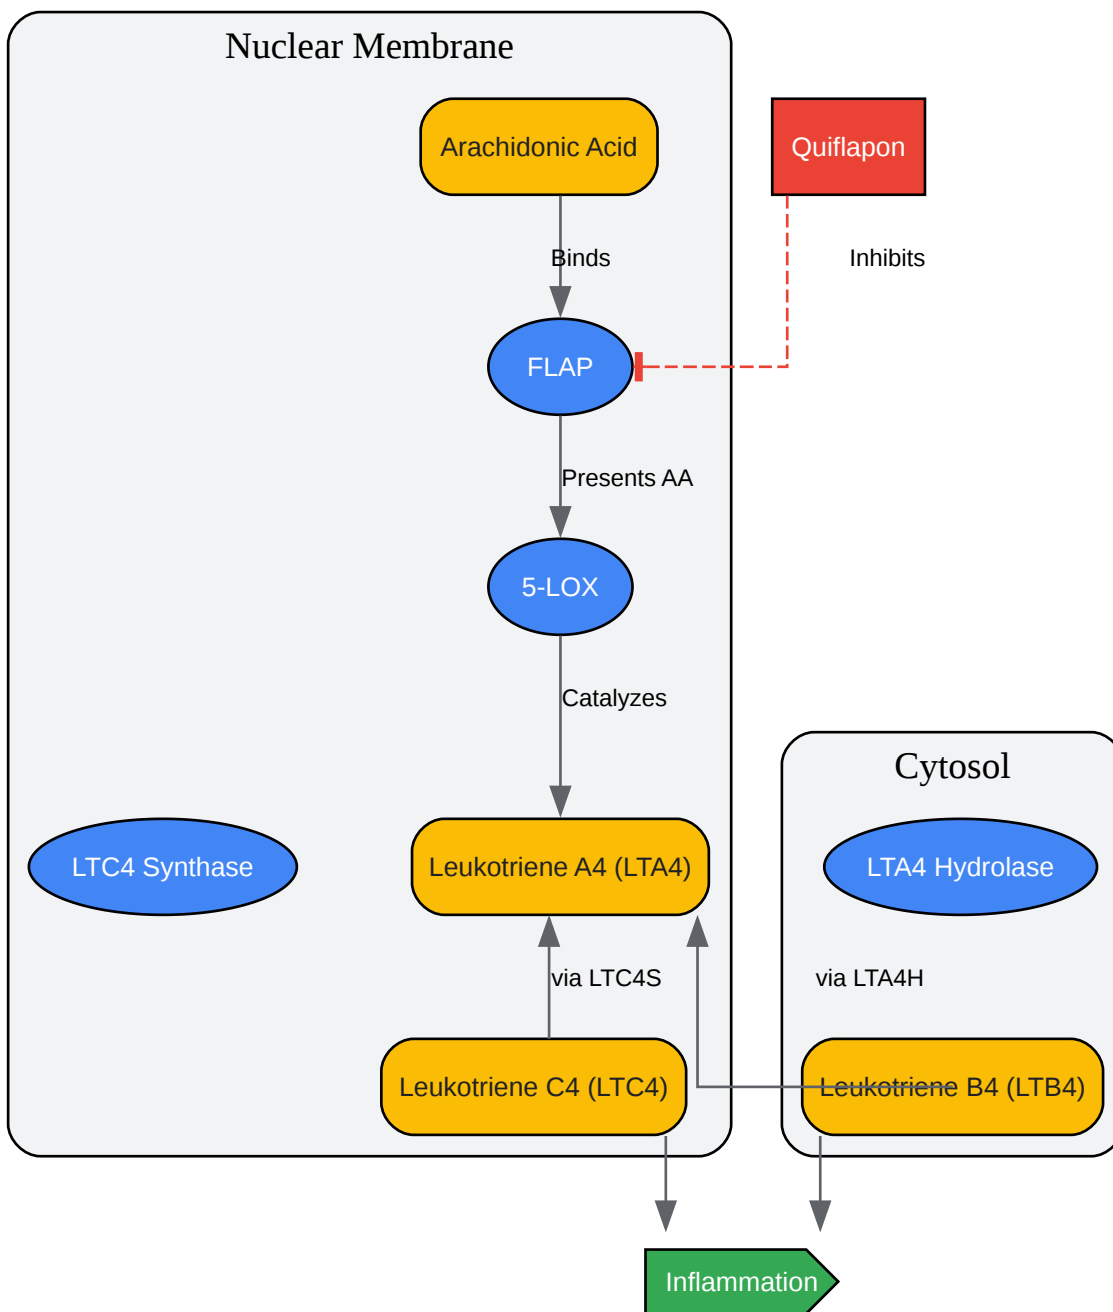 Nuclear Membrane
Arachidonic Acid
Quiflapon
Binds
Inhibits
FLAP
Presents AA
5-LOX
Catalyzes
Cytosol
LTC4 Synthase
Leukotriene A4 (LTA4)
LTA4 Hydrolase
via LTC4S
via LTA4H
Leukotriene C4 (LTC4)
Leukotriene B4 (LTB4)
Inflammation